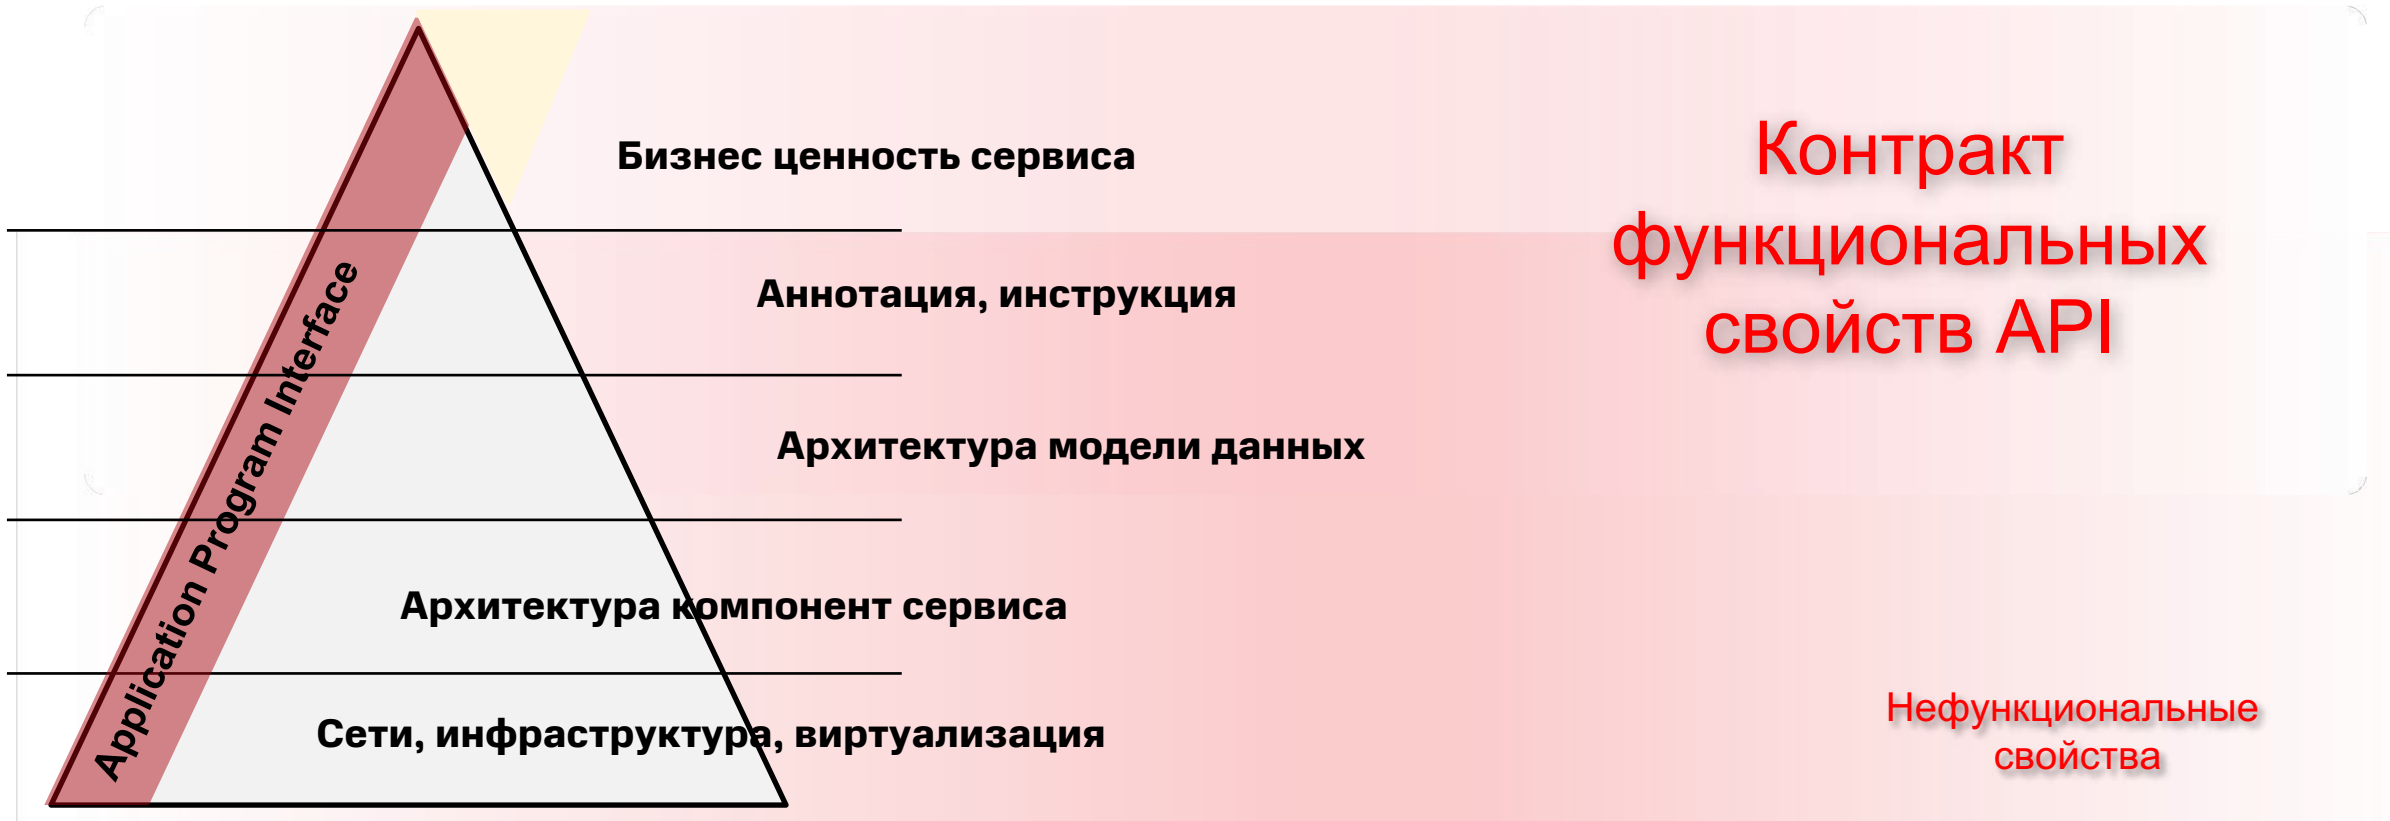 Бизнес ценность сервиса
Контракт
функциональных
свойств API
Аннотация, инструкция
Application Program Interface
Архитектура модели данных
Архитектура компонент сервиса
Сети, инфраструктура, виртуализация
Нефункциональные
свойства